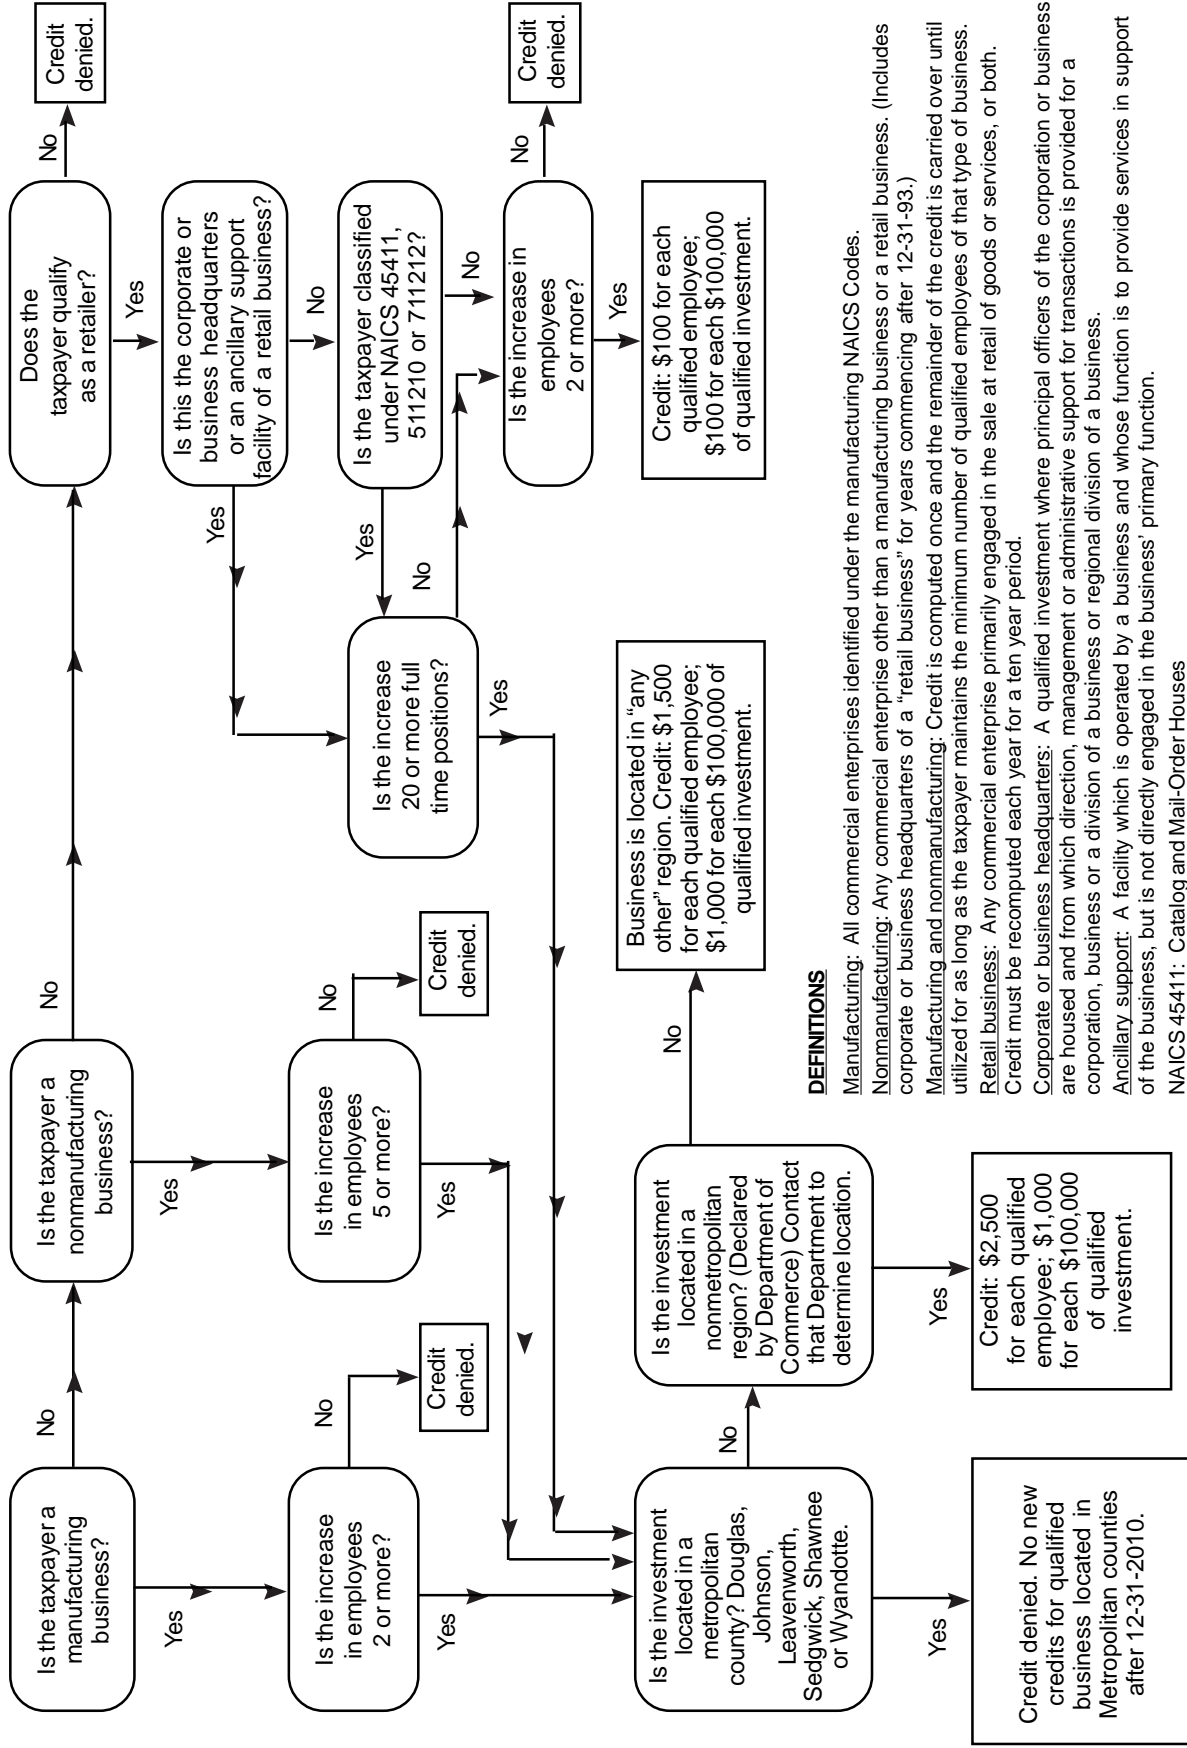 Is the taxpayer a
manufacturing
business?
No
Is the taxpayer a
nonmanufacturing
business?
No
Does the
taxpayer qualify
as a retailer?
No
Credit
denied.
Yes
Yes
Yes
Is the increase
in employees
2 or more?
No
Credit
denied.
Is the increase
in employees
5 or more?
No
Credit
denied.
Is this the corporate or
business headquarters
or an ancillary support
facility of a retail business?
Yes
No
Is the increase
20 or more full
time positions?
Yes
Is the taxpayer classified
under NAICS 45411,
511210 or 711212?
No
No
Yes
Yes
Yes
Is the increase in
employees
2 or more?
No
Credit
denied.
Yes
Is the investment
located in a
metropolitan
county? Douglas,
Johnson,
Leavenworth,
Sedgwick, Shawnee
or Wyandotte.
No
Is the investment
located in a
nonmetropolitan
region? (Declared
by Department of
Commerce) Contact
that Department to
determine location.
No
Business is located in “any
other” region. Credit: $1,500
for each qualified employee;
$1,000 for each $100,000 of
qualified investment.
Credit: $100 for each
qualified employee;
$100 for each $100,000
of qualified investment.
Yes
Yes
Credit denied. No new
credits for qualified
business located in
Metropolitan counties
after 12-31-2010.
Credit: $2,500
for each qualified
employee; $1,000
for each $100,000
of qualified
investment.
DEFINITIONS
Manufacturing: All commercial enterprises identified under the manufacturing NAICS Codes.
Nonmanufacturing: Any commercial enterprise other than a manufacturing business or a retail business. (Includes
corporate or business headquarters of a “retail business” for years commencing after 12-31-93.)
Manufacturing and nonmanufacturing: Credit is computed once and the remainder of the credit is carried over until
utilized for as long as the taxpayer maintains the minimum number of qualified employees of that type of business.
Retail business: Any commercial enterprise primarily engaged in the sale at retail of goods or services, or both.
Credit must be recomputed each year for a ten year period.
Corporate or business headquarters: A qualified investment where principal officers of the corporation or business
are housed and from which direction, management or administrative support for transactions is provided for a
corporation, business or a division of a business or regional division of a business.
Ancillary support: A facility which is operated by a business and whose function is to provide services in support
of the business, but is not directly engaged in the business’ primary function.
NAICS 45411: Catalog and Mail-Order Houses